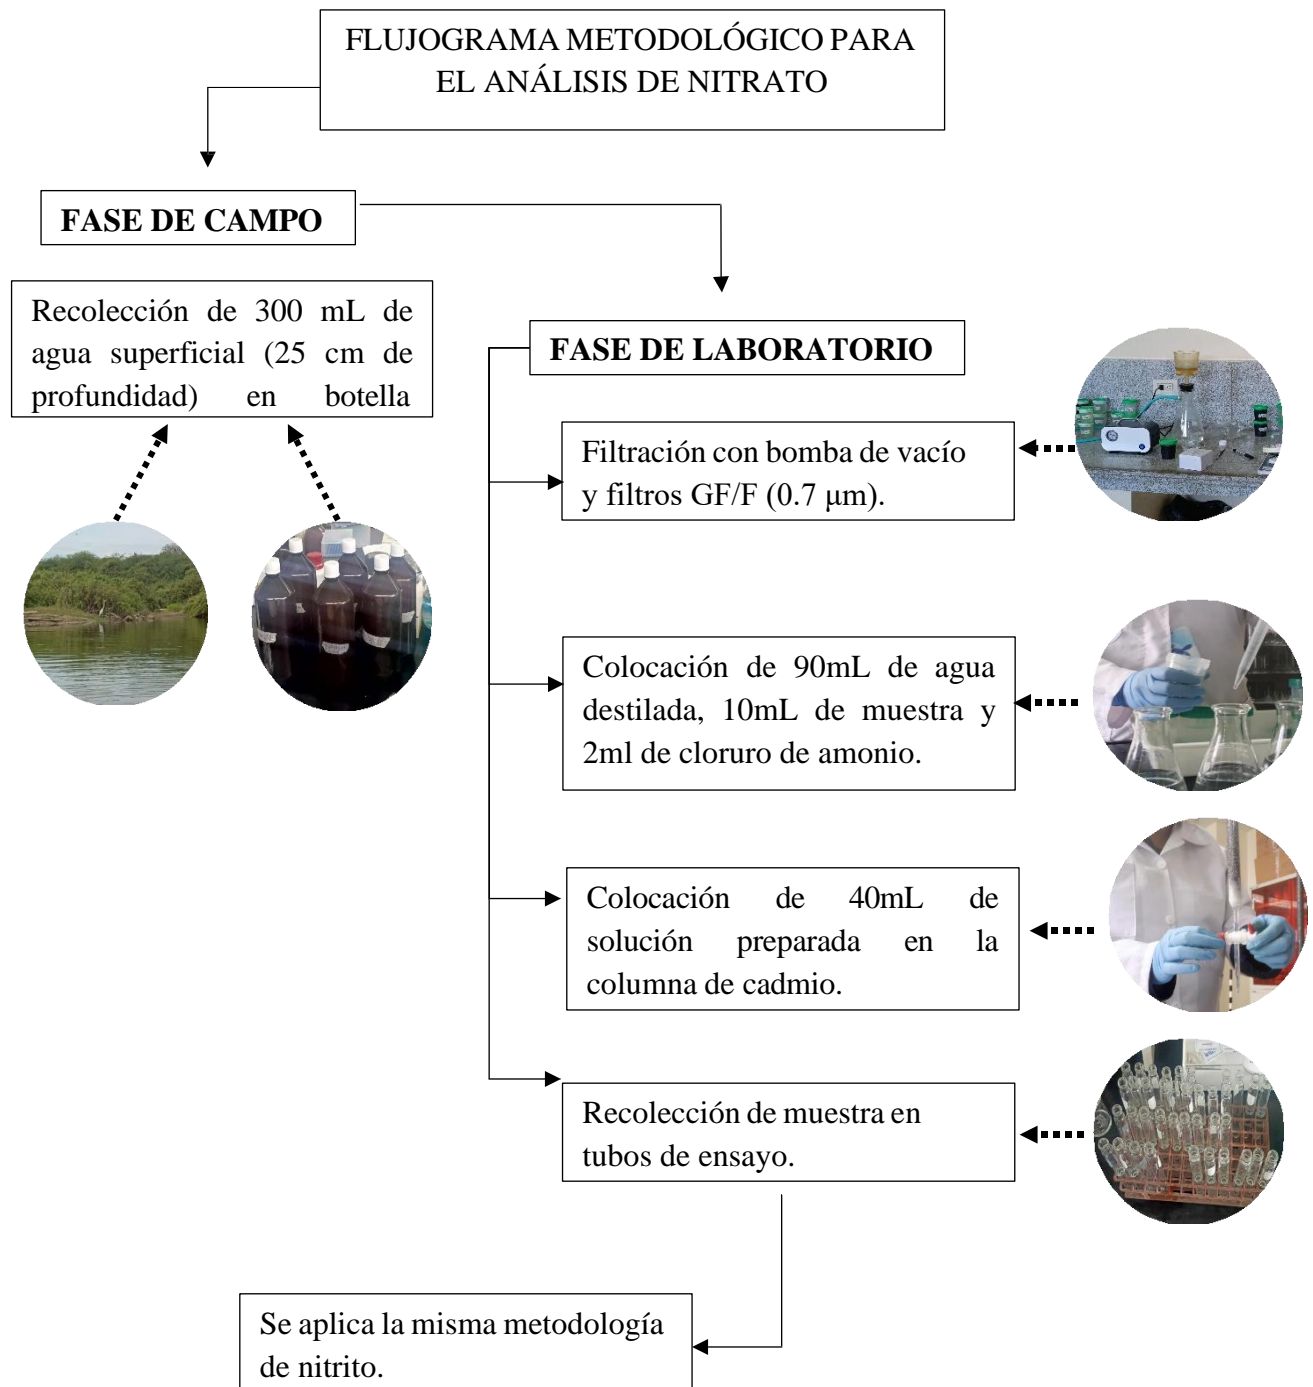 FLUJOGRAMA METODOLÓGICO PARA
EL ANÁLISIS DE NITRATO
FASE DE CAMPO
Recolección de 300 mL de
agua superficial (25 cm de
profundidad) en botella
FASE DE LABORATORIO
Filtración con bomba de vacío
y filtros GF/F (0.7 μm).
Colocación de 90mL de agua
destilada, 10mL de muestra y
2ml de cloruro de amonio.
Colocación de 40mL de
solución preparada en la
columna de cadmio.
Recolección de muestra en
tubos de ensayo.
Se aplica la misma metodología
de nitrito.